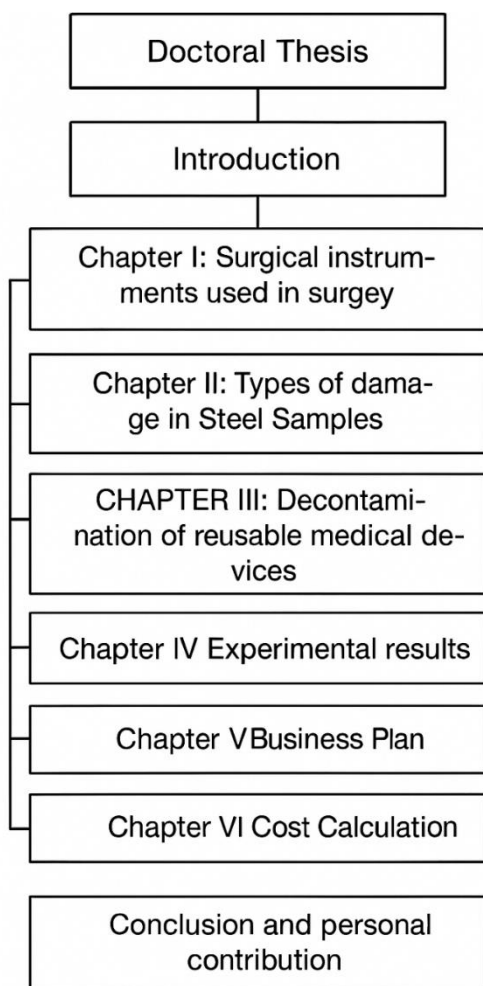 Doctoral Thesis
Introduction
Chapter I: Surgical instrum-
ments used in surgey
Chapter II: Types of dama-
ge in Steel Samples
CHAPTER III: Decontami-
nation of reusable medical de-
vices
Chapter IV Experimental results
Chapter VBusiness Plan
Chapter VI Cost Calculation
Conclusion and personal
contribution